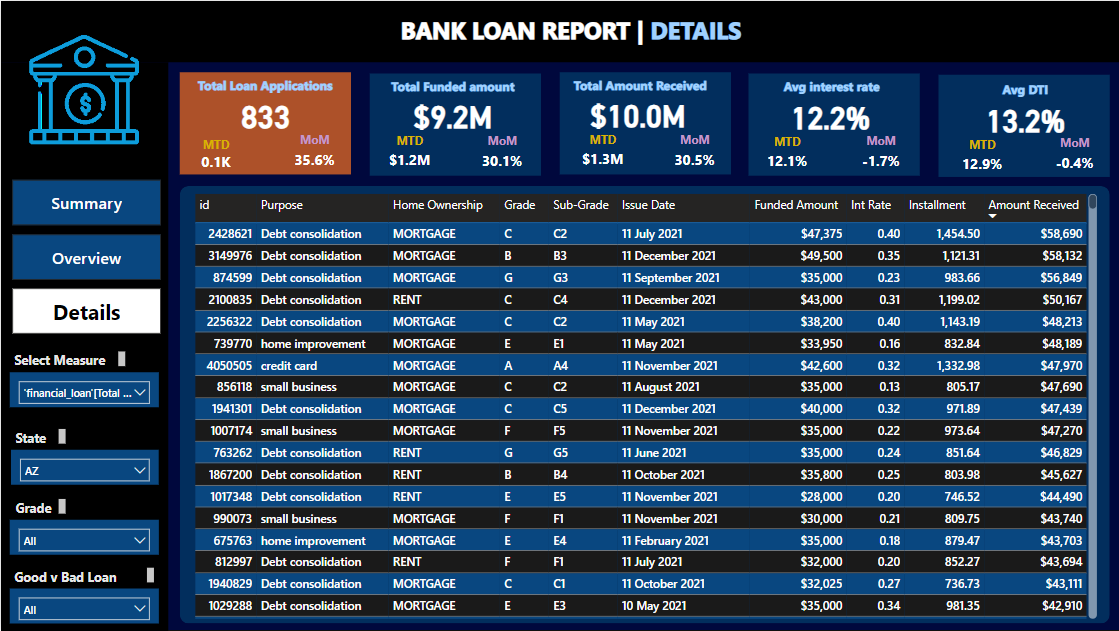 BANK LOAN REPORT | DETAILS
Total Loan Applications
833
MTD MoM
0.1K 35.6%
Total Funded amount
$9.2M
MTD MoM
$1.2M 30.1%
Total Amount Received
$10.0M
MTD MoM
$1.3M 30.5%
Avg interest rate
12.2%
MTD MoM
12.1% -1.7%
Avg DTI
13.2%
MTD MoM
12.9% -0.4%
Summary
Overview
Details
Select Measure
'financial_loan'[Total ...
State
AZ
Grade
All
Good v Bad Loan
All
id Purpose Home Ownership Grade Sub-Grade Issue Date Funded Amount Int Rate Installment Amount Received
2428621 Debt consolidation MORTGAGE C C2 11 July 2021 $47,375 0.40 1,454.50 $58,690
3149976 Debt consolidation MORTGAGE B B3 11 December 2021 $49,500 0.35 1,121.31 $58,132
874599 Debt consolidation MORTGAGE G G3 11 September 2021 $35,000 0.23 983.66 $56,849
2100835 Debt consolidation RENT C C4 11 December 2021 $43,000 0.31 1,199.02 $50,167
2256322 Debt consolidation MORTGAGE C C2 11 May 2021 $38,200 0.40 1,143.19 $48,213
739770 home improvement MORTGAGE E E1 11 May 2021 $33,950 0.16 832.84 $48,189
4050505 credit card MORTGAGE A A4 11 November 2021 $42,600 0.32 1,332.98 $47,970
856118 small business MORTGAGE C C2 11 August 2021 $35,000 0.13 805.17 $47,690
1941301 Debt consolidation MORTGAGE C C5 11 December 2021 $40,000 0.32 971.89 $47,439
1007174 small business MORTGAGE F F5 11 November 2021 $35,000 0.22 973.64 $47,270
763262 Debt consolidation RENT G G5 11 June 2021 $35,000 0.24 851.64 $46,829
1867200 Debt consolidation RENT B B4 11 October 2021 $35,800 0.25 803.98 $45,627
1017348 Debt consolidation RENT E E5 11 November 2021 $28,000 0.20 746.52 $44,490
990073 small business MORTGAGE F F1 11 November 2021 $30,000 0.21 809.75 $43,740
675763 home improvement MORTGAGE E E4 11 February 2021 $35,000 0.18 879.47 $43,703
812997 Debt consolidation RENT F F1 11 July 2021 $32,000 0.20 852.27 $43,694
1940829 Debt consolidation MORTGAGE C C1 11 October 2021 $32,025 0.27 736.73 $43,111
1029288 Debt consolidation MORTGAGE E E3 10 May 2021 $35,000 0.34 981.35 $42,910